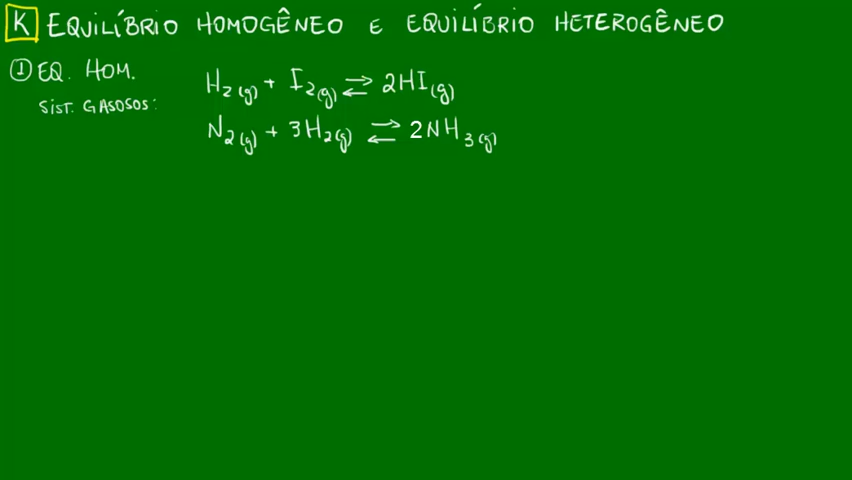 K EQUILÍBRIO HOMOGÊNEO E EQUILÍBRIO HETEROGÊNEO
① EQ. HOM. H₂(g) + I₂(g) ⇄ 2HI(g)
SIST. GASOSOS:
N₂(g) + 3H₂(g) ⇄ 2NH₃(g)